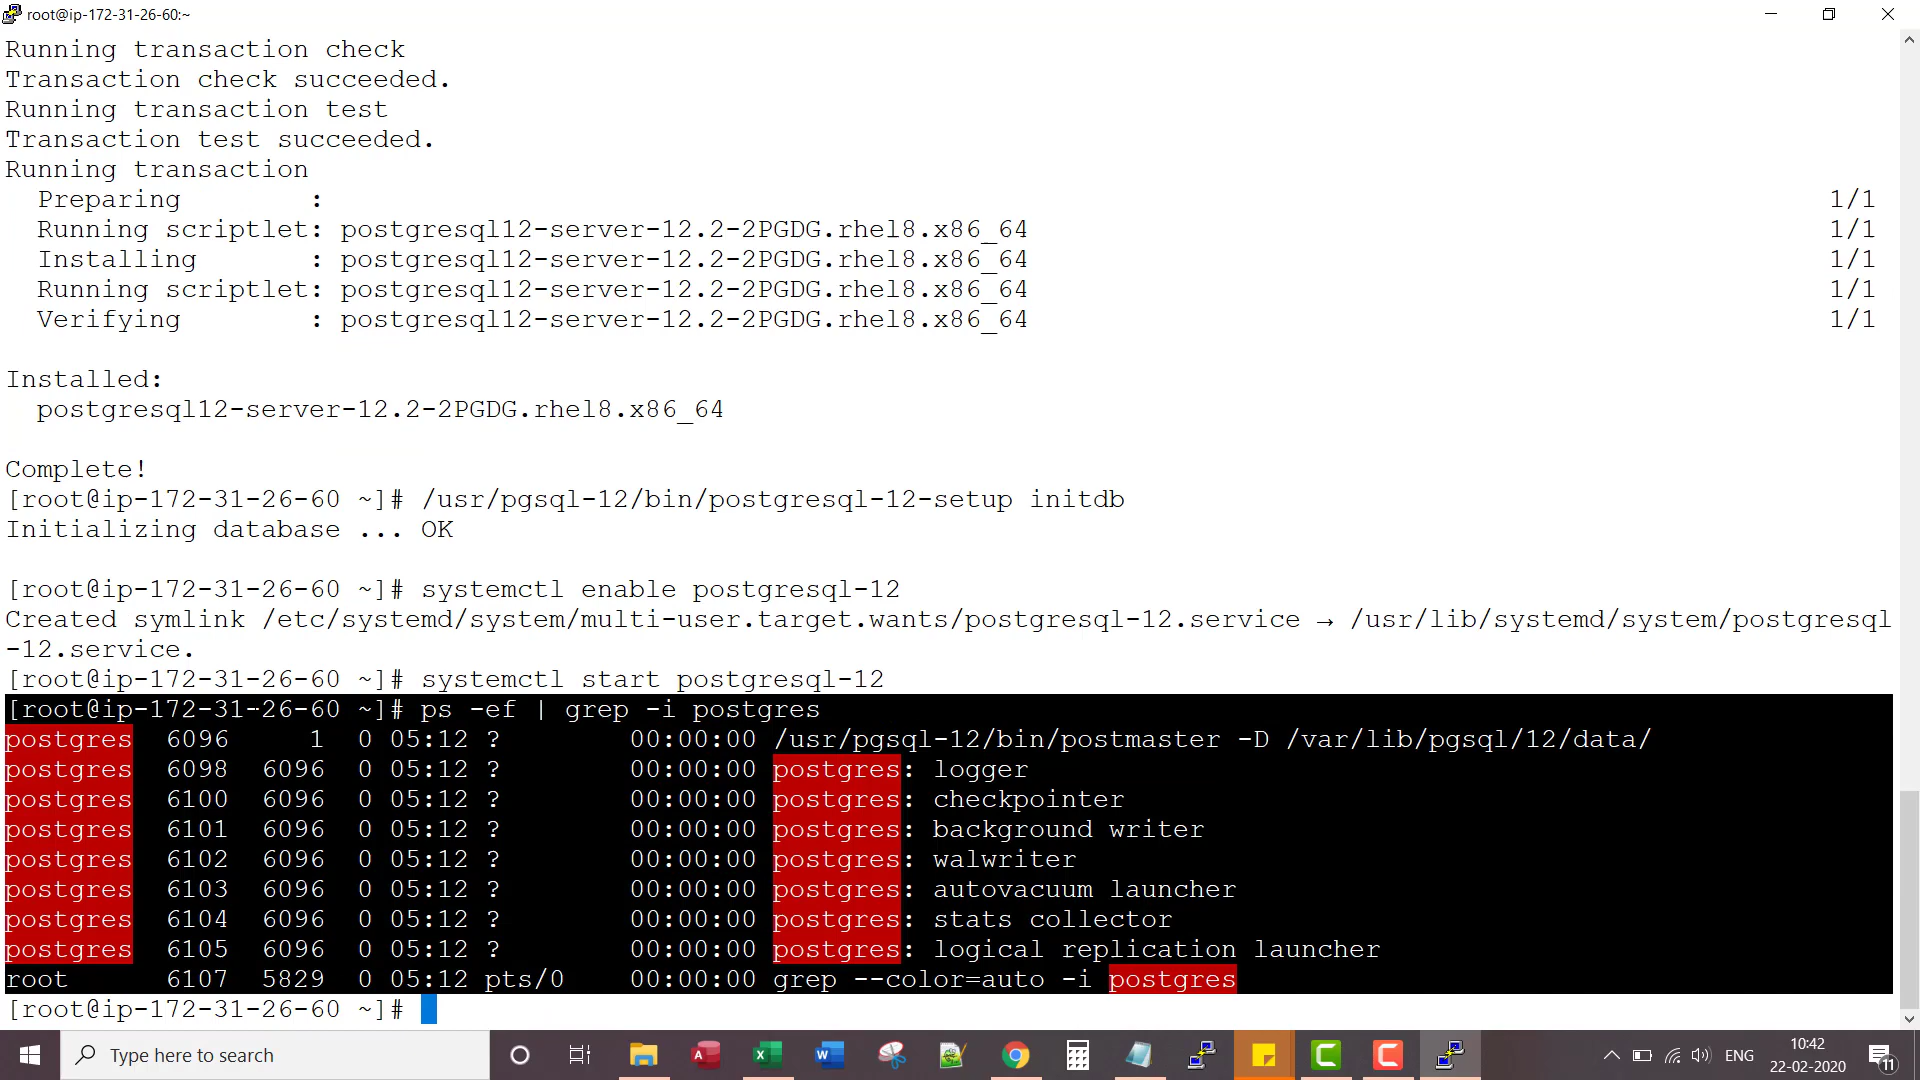 root@ip-172-31-26-60:~
Running transaction check
Transaction check succeeded.
Running transaction test
Transaction test succeeded.
Running transaction
  Preparing        :                                                                                                1/1
  Running scriptlet: postgresql12-server-12.2-2PGDG.rhel8.x86_64                                                  1/1
  Installing       : postgresql12-server-12.2-2PGDG.rhel8.x86_64                                                  1/1
  Running scriptlet: postgresql12-server-12.2-2PGDG.rhel8.x86_64                                                  1/1
  Verifying        : postgresql12-server-12.2-2PGDG.rhel8.x86_64                                                  1/1
Installed:
  postgresql12-server-12.2-2PGDG.rhel8.x86_64
Complete!
[root@ip-172-31-26-60 ~]# /usr/pgsql-12/bin/postgresql-12-setup initdb
Initializing database ... OK
[root@ip-172-31-26-60 ~]# systemctl enable postgresql-12
Created symlink /etc/systemd/system/multi-user.target.wants/postgresql-12.service → /usr/lib/systemd/system/postgresql
-12.service.
[root@ip-172-31-26-60 ~]# systemctl start postgresql-12
[root@ip-172-31-26-60 ~]# ps -ef | grep -i postgres
postgres  6096     1  0 05:12 ?        00:00:00 /usr/pgsql-12/bin/postmaster -D /var/lib/pgsql/12/data/
postgres  6098  6096  0 05:12 ?        00:00:00 postgres: logger
postgres  6100  6096  0 05:12 ?        00:00:00 postgres: checkpointer
postgres  6101  6096  0 05:12 ?        00:00:00 postgres: background writer
postgres  6102  6096  0 05:12 ?        00:00:00 postgres: walwriter
postgres  6103  6096  0 05:12 ?        00:00:00 postgres: autovacuum launcher
postgres  6104  6096  0 05:12 ?        00:00:00 postgres: stats collector
postgres  6105  6096  0 05:12 ?        00:00:00 postgres: logical replication launcher
root      6107  5829  0 05:12 pts/0    00:00:00 grep --color=auto -i postgres
[root@ip-172-31-26-60 ~]#
Type here to search
ENG
10:42
22-02-2020
11